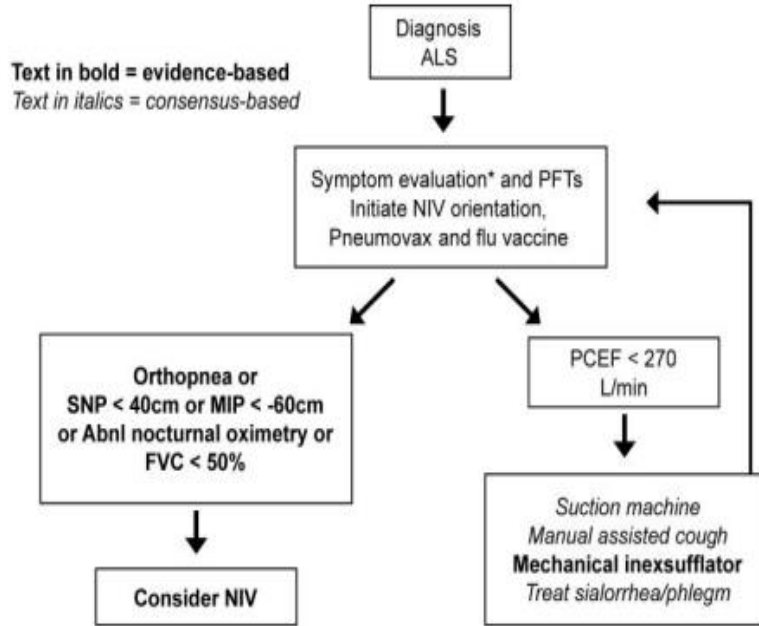 Diagnosis
ALS
Text in bold = evidence-based
Text in italics = consensus-based
Symptom evaluation* and PFTs
Initiate NIV orientation,
Pneumovax and flu vaccine
Orthopnea or
SNP < 40cm or MIP < -60cm
or Abnl nocturnal oximetry or
FVC < 50%
PCEF < 270
L/min
Consider NIV
Suction machine
Manual assisted cough
Mechanical inexsufflator
Treat sialorrhea/phlegm